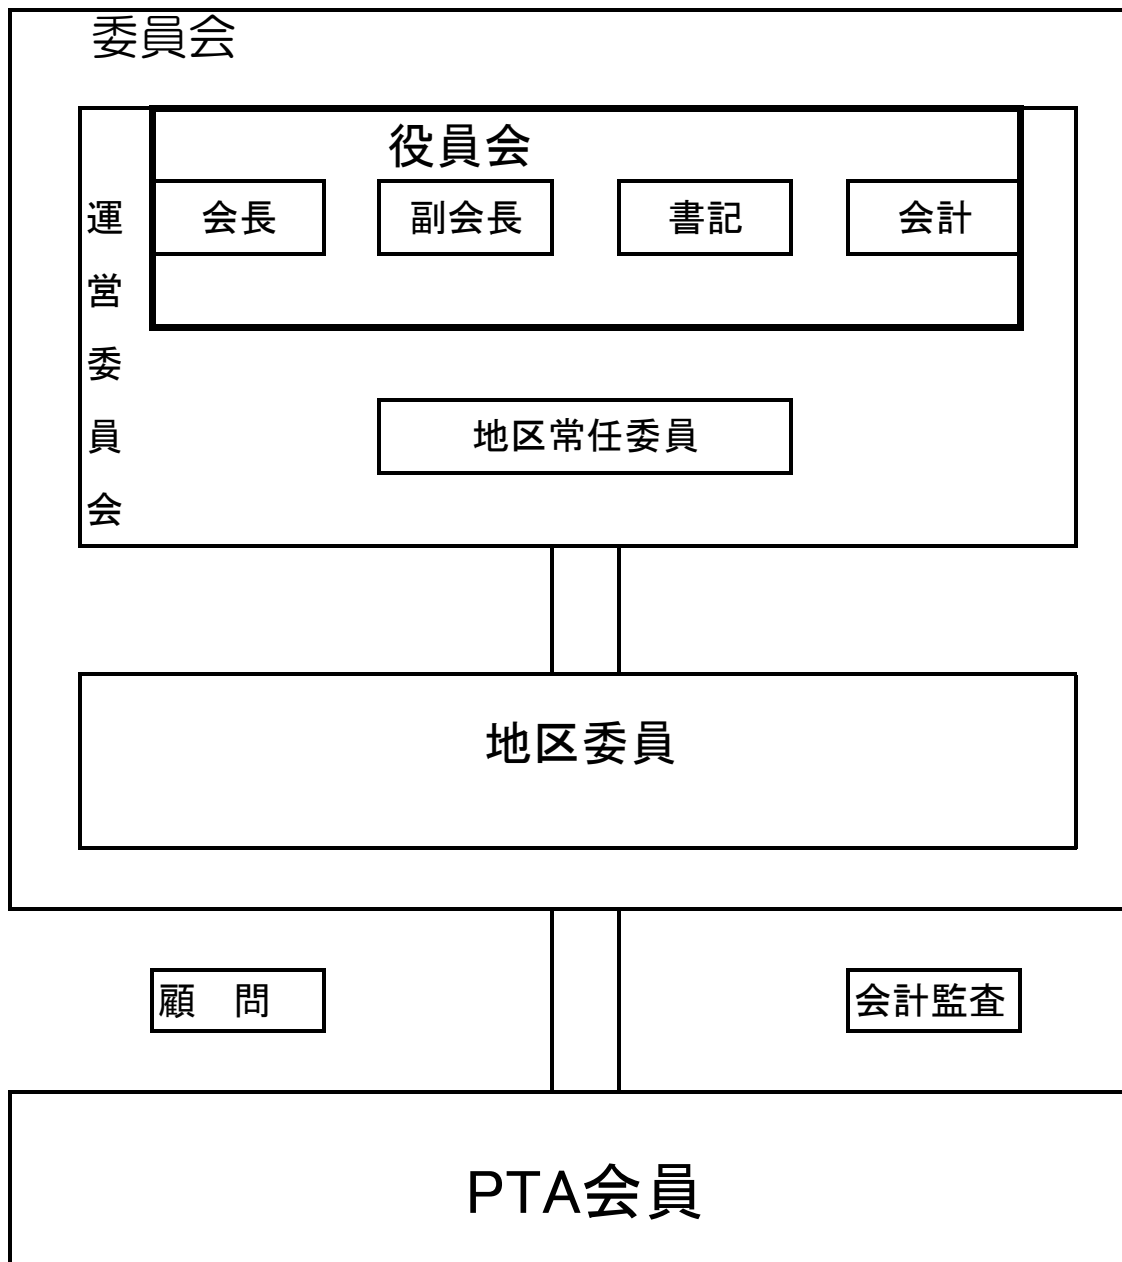 委員会
役員会
運営委員会
会長
副会長
書記
会計
地区常任委員
地区委員
顧　問
会計監査
PTA会員